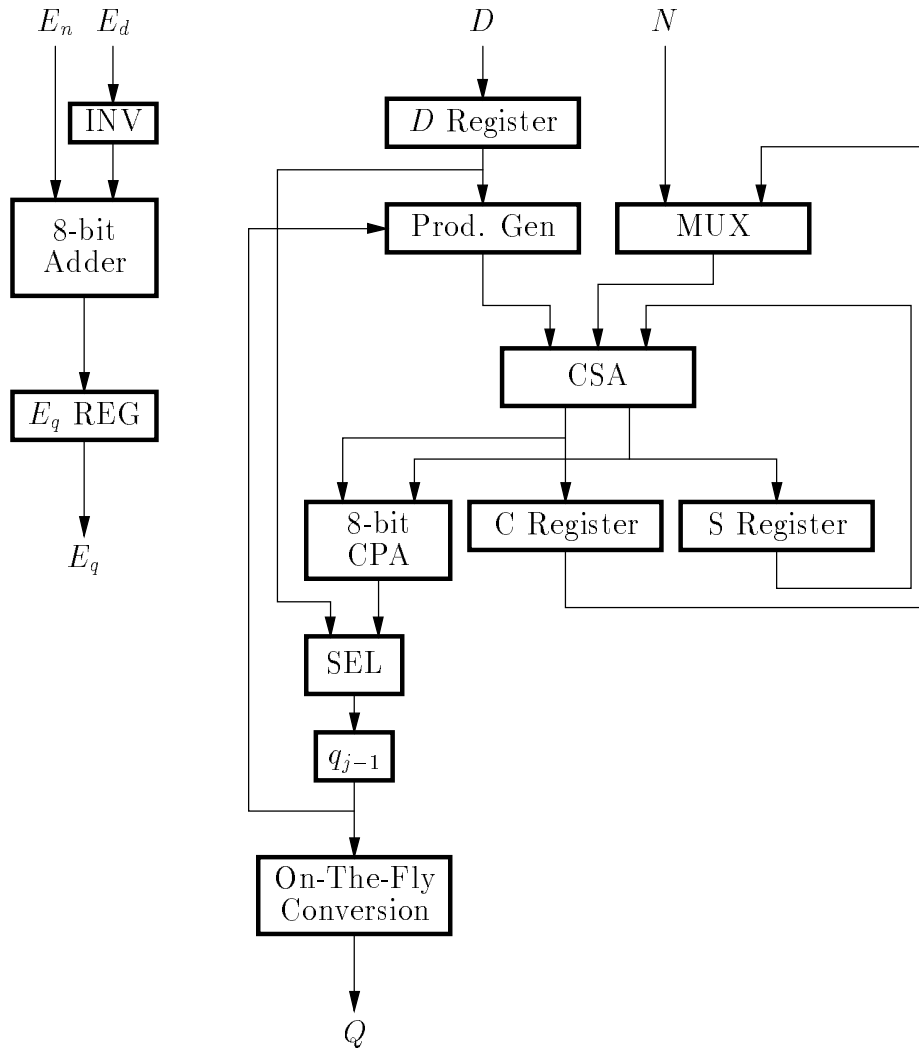 Eₙ E_d D N
INV
D Register
8-bit
Adder
Prod. Gen
MUX
CSA
E_q REG
8-bit
CPA
C Register
S Register
E_q
SEL
q_{j−1}
On-The-Fly
Conversion
Q